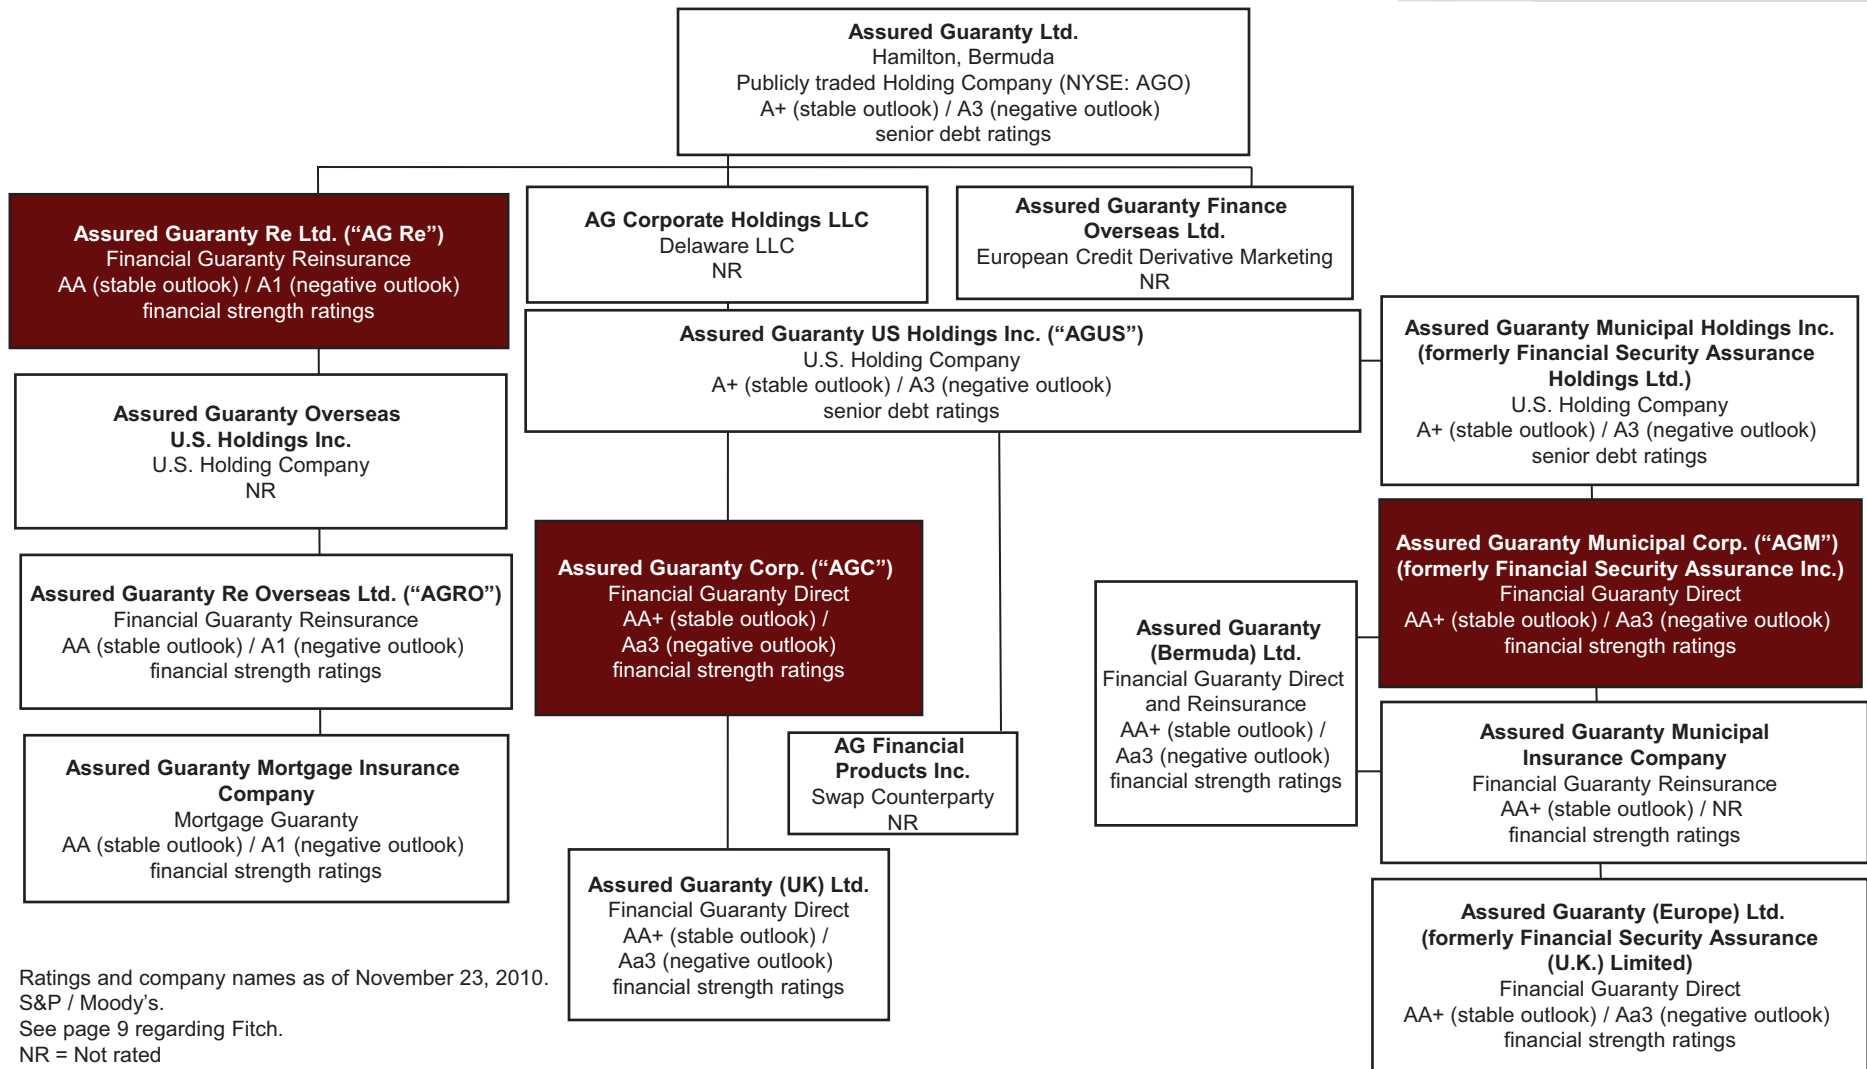 Assured Guaranty Ltd.
Hamilton, Bermuda
Publicly traded Holding Company (NYSE: AGO)
A+ (stable outlook) / A3 (negative outlook)
senior debt ratings
Assured Guaranty Re Ltd. (“AG Re”)
Financial Guaranty Reinsurance
AA (stable outlook) / A1 (negative outlook)
financial strength ratings
AG Corporate Holdings LLC
Delaware LLC
NR
Assured Guaranty Finance
Overseas Ltd.
European Credit Derivative Marketing
NR
Assured Guaranty US Holdings Inc. (“AGUS”)
U.S. Holding Company
A+ (stable outlook) / A3 (negative outlook)
senior debt ratings
Assured Guaranty Municipal Holdings Inc.
(formerly Financial Security Assurance
Holdings Ltd.)
U.S. Holding Company
A+ (stable outlook) / A3 (negative outlook)
senior debt ratings
Assured Guaranty Overseas
U.S. Holdings Inc.
U.S. Holding Company
NR
Assured Guaranty Corp. (“AGC”)
Financial Guaranty Direct
AA+ (stable outlook) /
Aa3 (negative outlook)
financial strength ratings
Assured Guaranty Municipal Corp. (“AGM”)
(formerly Financial Security Assurance Inc.)
Financial Guaranty Direct
AA+ (stable outlook) / Aa3 (negative outlook)
financial strength ratings
Assured Guaranty Re Overseas Ltd. (“AGRO”)
Financial Guaranty Reinsurance
AA (stable outlook) / A1 (negative outlook)
financial strength ratings
Assured Guaranty
(Bermuda) Ltd.
Financial Guaranty Direct
and Reinsurance
AA+ (stable outlook) /
Aa3 (negative outlook)
financial strength ratings
Assured Guaranty Municipal
Insurance Company
Financial Guaranty Reinsurance
AA+ (stable outlook) / NR
financial strength ratings
Assured Guaranty Mortgage Insurance
Company
Mortgage Guaranty
AA (stable outlook) / A1 (negative outlook)
financial strength ratings
AG Financial
Products Inc.
Swap Counterparty
NR
Assured Guaranty (UK) Ltd.
Financial Guaranty Direct
AA+ (stable outlook) /
Aa3 (negative outlook)
financial strength ratings
Assured Guaranty (Europe) Ltd.
(formerly Financial Security Assurance
(U.K.) Limited)
Financial Guaranty Direct
AA+ (stable outlook) / Aa3 (negative outlook)
financial strength ratings
Ratings and company names as of November 23, 2010.
S&P / Moody’s.
See page 9 regarding Fitch.
NR = Not rated